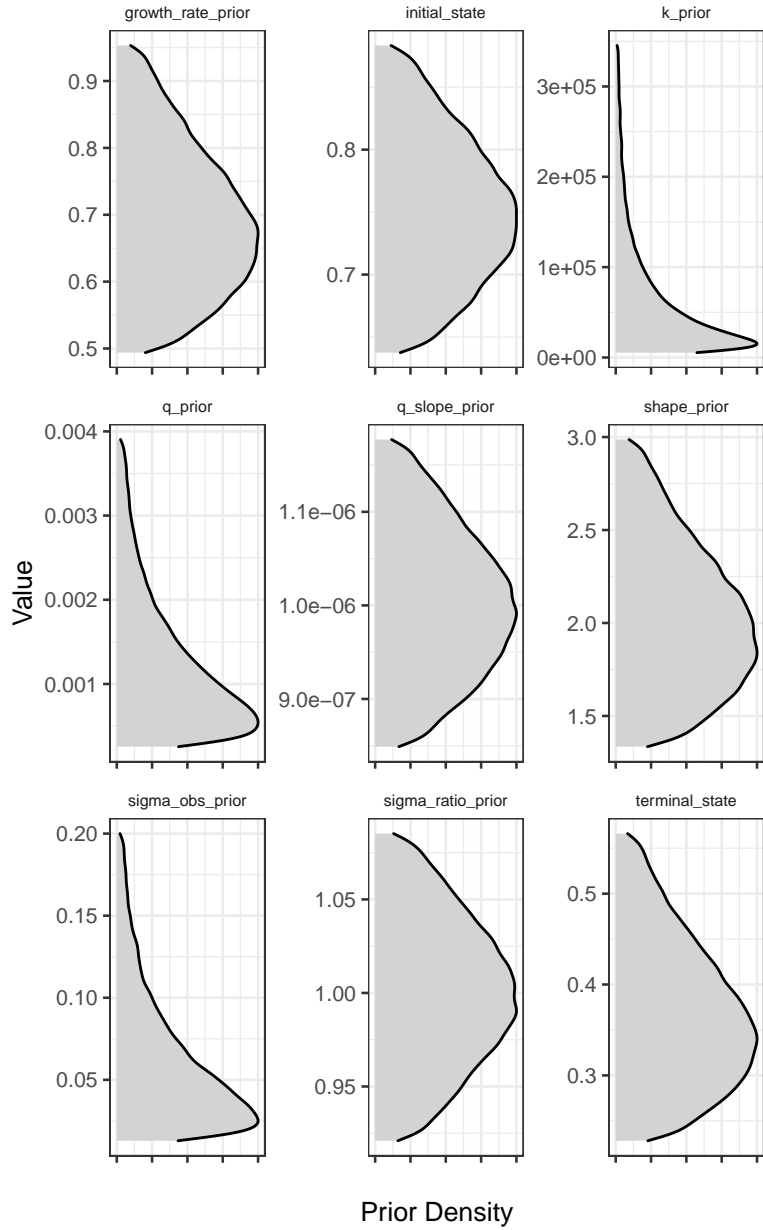 growth_rate_prior
initial_state
k_prior
0.9
0.8
0.7
0.6
0.5
0.8
0.7
3e+05
2e+05
1e+05
0e+00
q_prior
q_slope_prior
shape_prior
0.004
0.003
0.002
0.001
1.1e-06
1.0e-06
9.0e-07
3.0
2.5
2.0
1.5
Value
sigma_obs_prior
sigma_ratio_prior
terminal_state
0.20
0.15
0.10
0.05
1.05
1.00
0.95
0.5
0.4
0.3
Prior Density